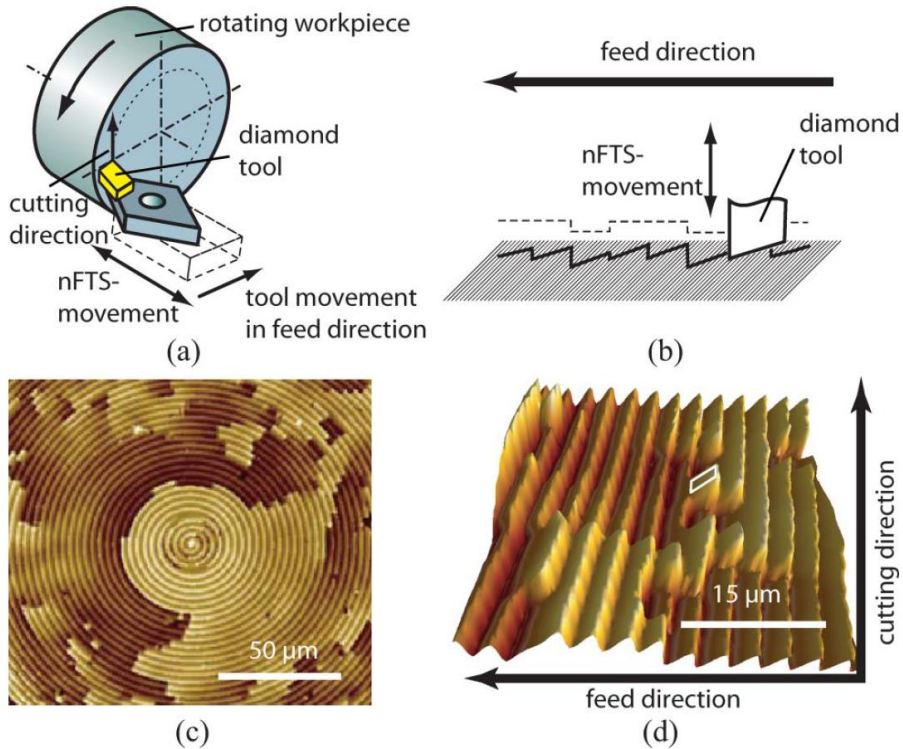 rotating workpiece
diamond
tool
cutting
direction
nFTS-
movement
tool movement
in feed direction
(a)
feed direction
nFTS-
movement
diamond
tool
(b)
50 µm
(c)
15 µm
cutting direction
feed direction
(d)